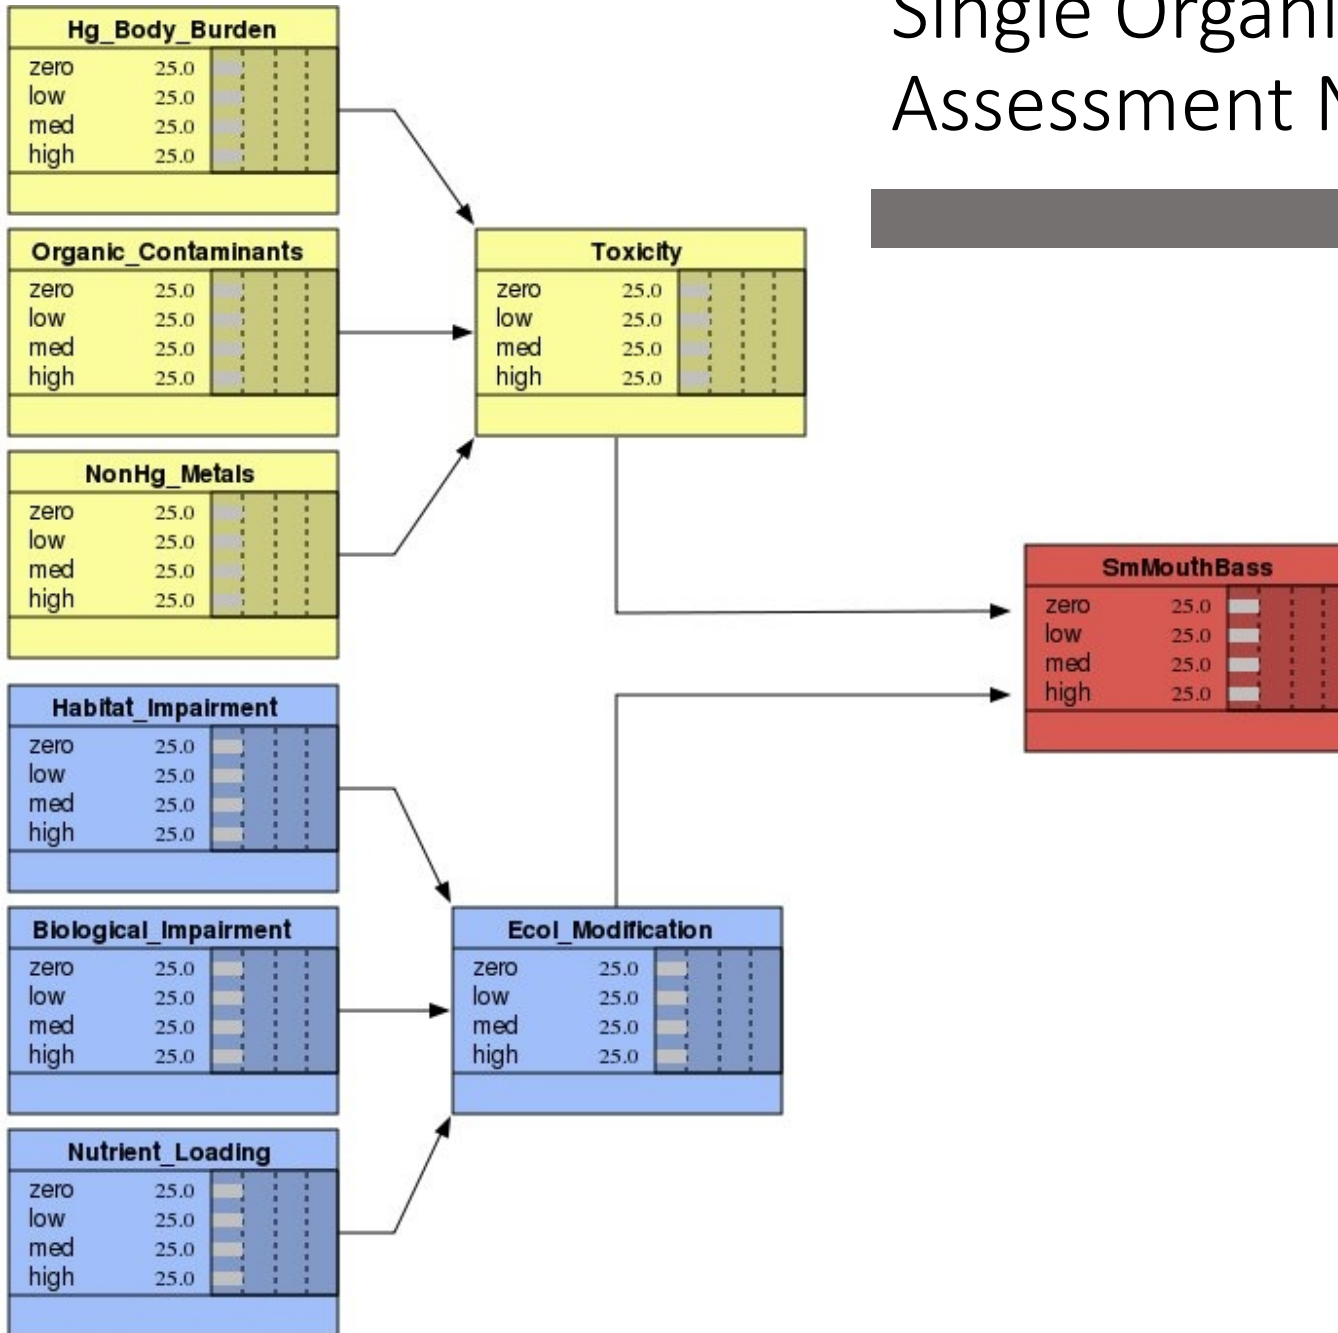 Single Organi
Assessment N
Hg_Body_Burden
zero 25.0
low 25.0
med 25.0
high 25.0
Organic_Contaminants
zero 25.0
low 25.0
med 25.0
high 25.0
NonHg_Metals
zero 25.0
low 25.0
med 25.0
high 25.0
Toxicity
zero 25.0
low 25.0
med 25.0
high 25.0
SmMouthBass
zero 25.0
low 25.0
med 25.0
high 25.0
Habitat_Impairment
zero 25.0
low 25.0
med 25.0
high 25.0
Biological_Impairment
zero 25.0
low 25.0
med 25.0
high 25.0
Ecol_Modification
zero 25.0
low 25.0
med 25.0
high 25.0
Nutrient_Loading
zero 25.0
low 25.0
med 25.0
high 25.0